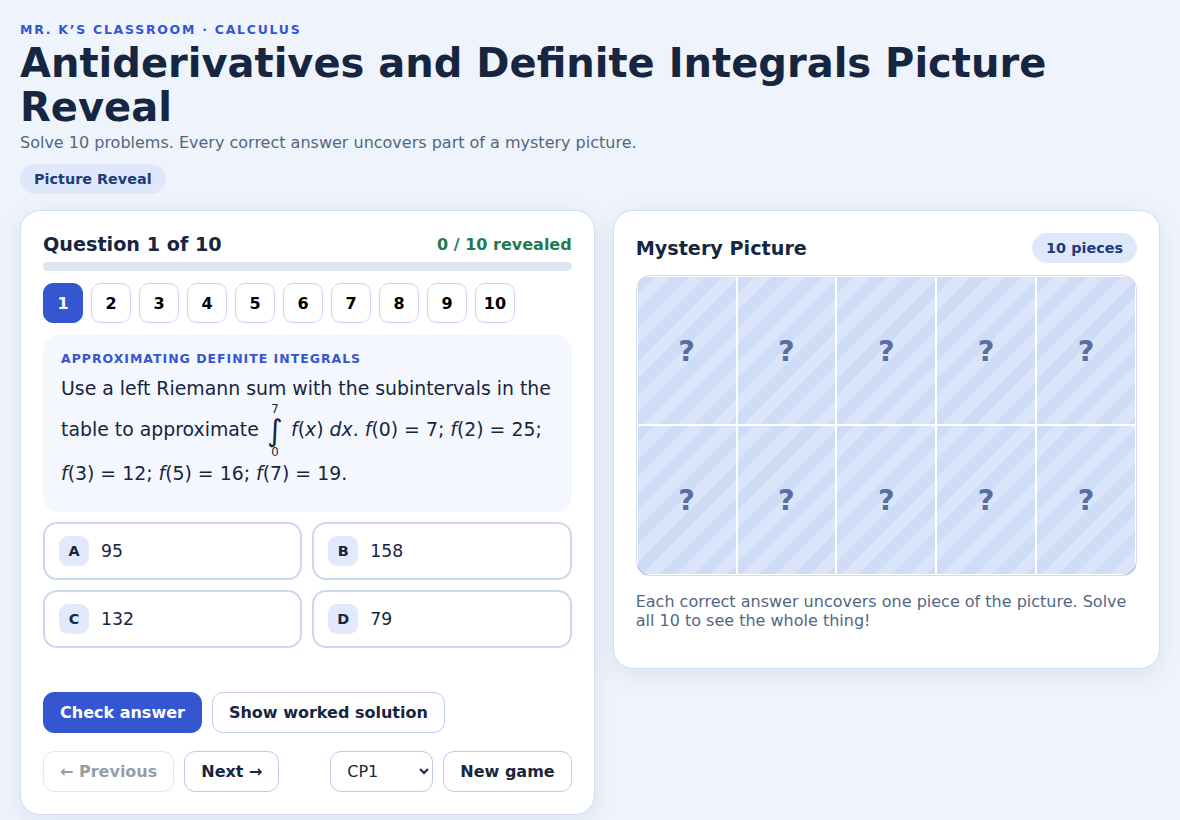 MR. K’S CLASSROOM · CALCULUS
Antiderivatives and Definite Integrals Picture
Reveal
Solve 10 problems. Every correct answer uncovers part of a mystery picture.
Picture Reveal
Question 1 of 10
0 / 10 revealed
1 2 3 4 5 6 7 8 9 10
APPROXIMATING DEFINITE INTEGRALS
Use a left Riemann sum with the subintervals in the
table to approximate ∫₀⁷ f(x) dx. f(0) = 7; f(2) = 25;
f(3) = 12; f(5) = 16; f(7) = 19.
A 95
B 158
C 132
D 79
Check answer
Show worked solution
← Previous
Next →
CP1
New game
Mystery Picture
10 pieces
? ? ? ? ?
? ? ? ? ?
Each correct answer uncovers one piece of the picture. Solve
all 10 to see the whole thing!